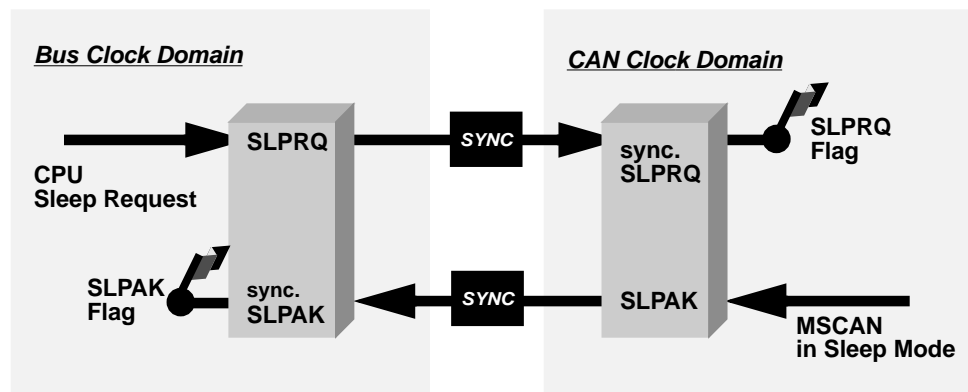 Bus Clock Domain
CAN Clock Domain
SLPRQ
SYNC
sync.
SLPRQ
SLPRQ
Flag
CPU
Sleep Request
SLPAK
Flag
sync.
SLPAK
SYNC
SLPAK
MSCAN
in Sleep Mode